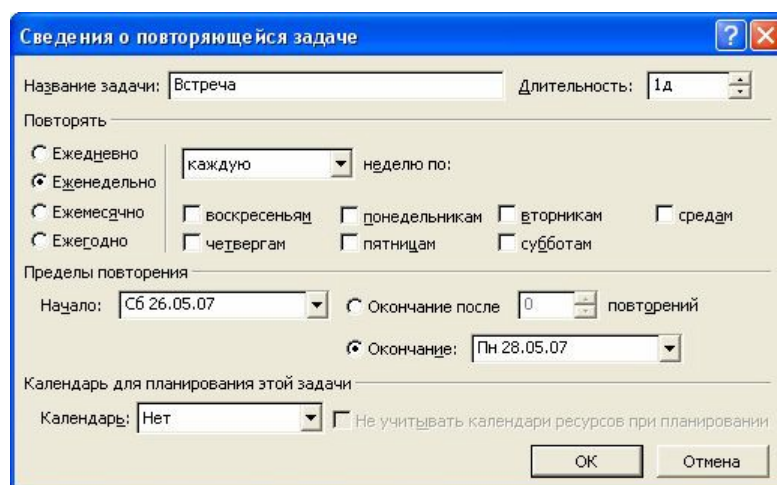 Сведения о повторяющейся задаче
Название задачи: Встреча Длительность: 1д
Повторять
Ежедневно
каждую неделю по:
Еженедельно
Ежемесячно воскресеньям понедельникам вторникам средам
Ежегодно четвергам пятницам субботам
Пределы повторения
Начало: Сб 26.05.07 Окончание после 0 повторений
Окончание: Пн 28.05.07
Календарь для планирования этой задачи
Календарь: Нет Не учитывать календари ресурсов при планировании
ОК Отмена